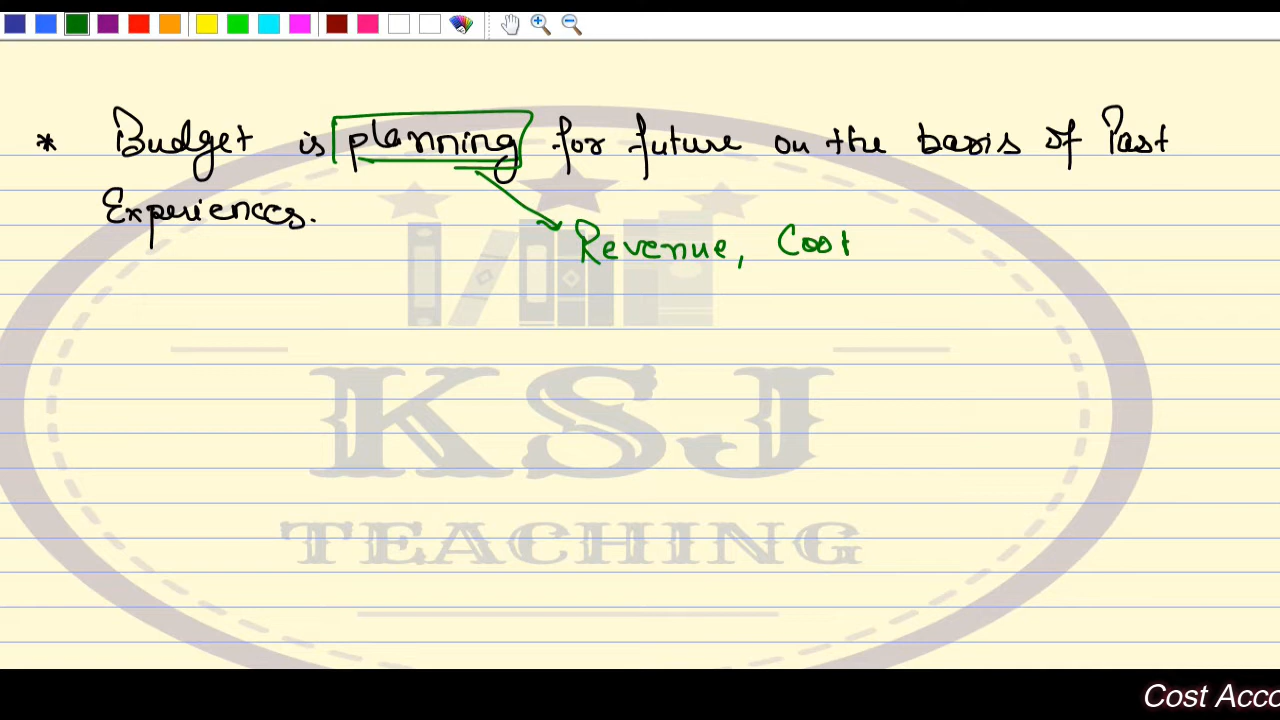 * Budget is planning for future on the basis of Past
Experiences.
Revenue, Cost
KSJ
TEACHING
Cost Acco